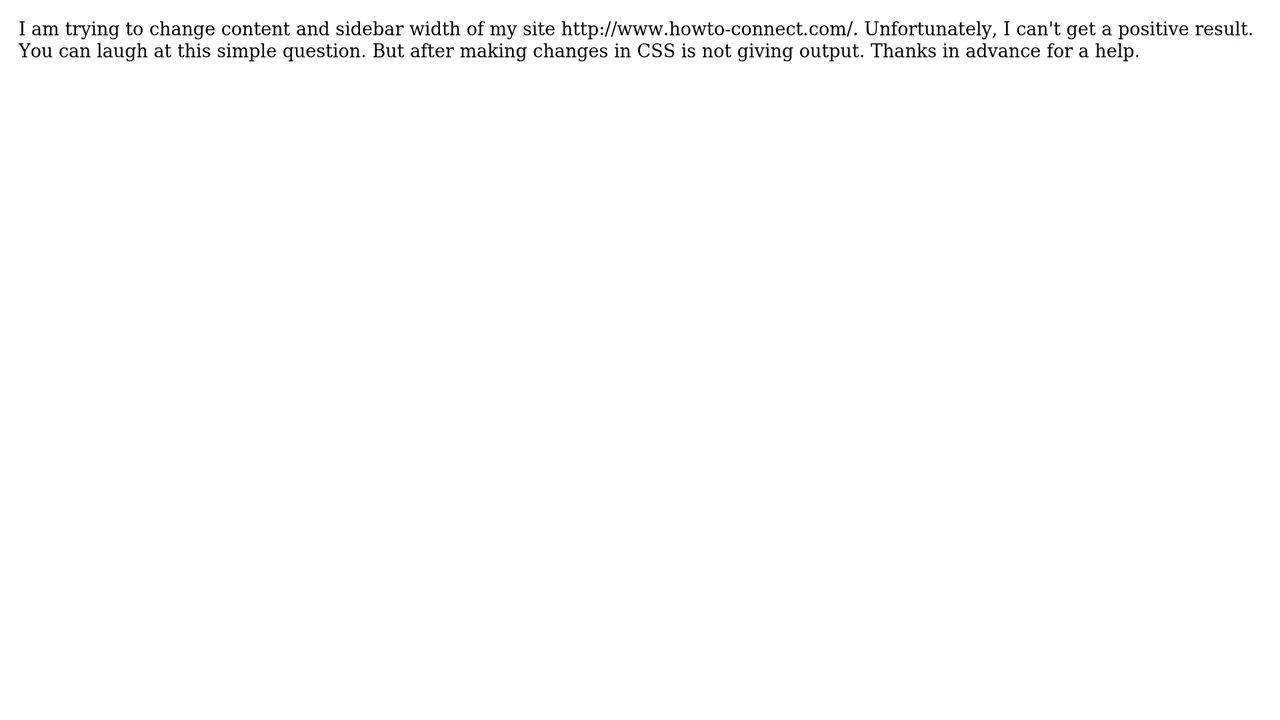 I am trying to change content and sidebar width of my site http://www.howto-connect.com/. Unfortunately, I can't get a positive result.
You can laugh at this simple question. But after making changes in CSS is not giving output. Thanks in advance for a help.